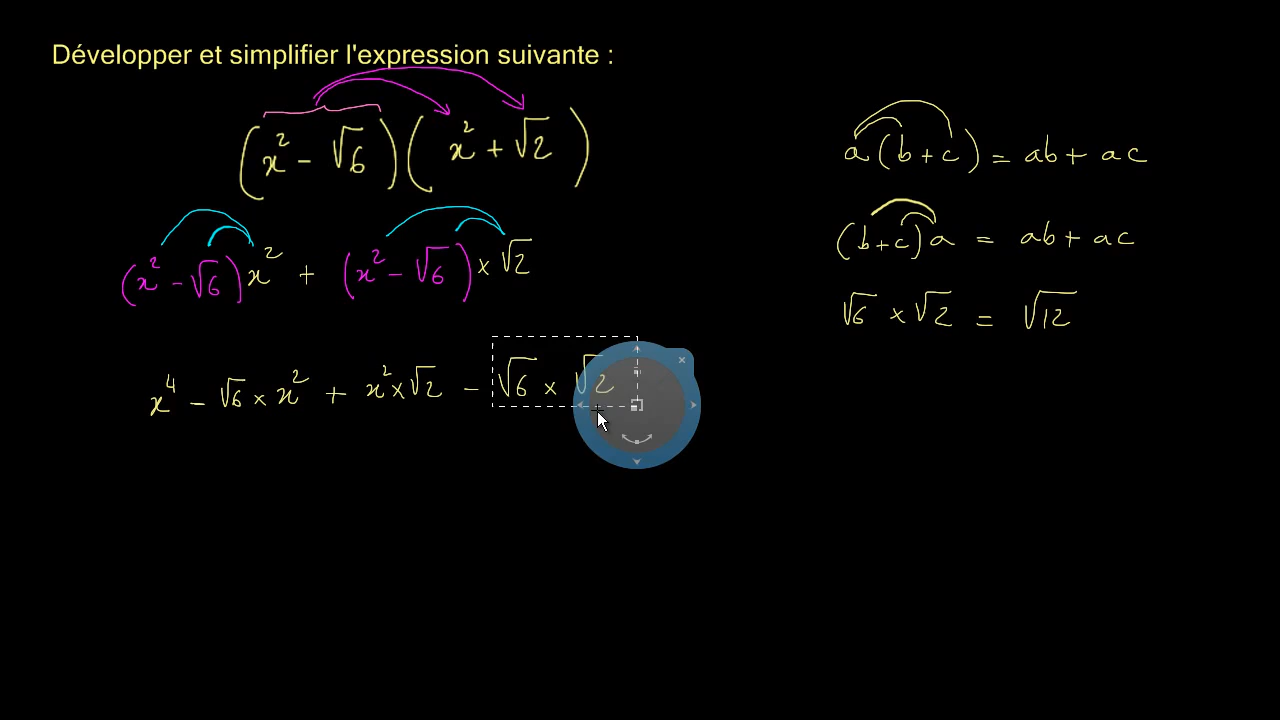 Développer et simplifier l'expression suivante :
(x² - √6)(x² + √2)
(x² - √6)x² + (x² - √6) × √2
x⁴ - √6 × x² + x² × √2 - √6 × √2
a(b+c) = ab + ac
(b+c)a = ab + ac
√6 × √2 = √12